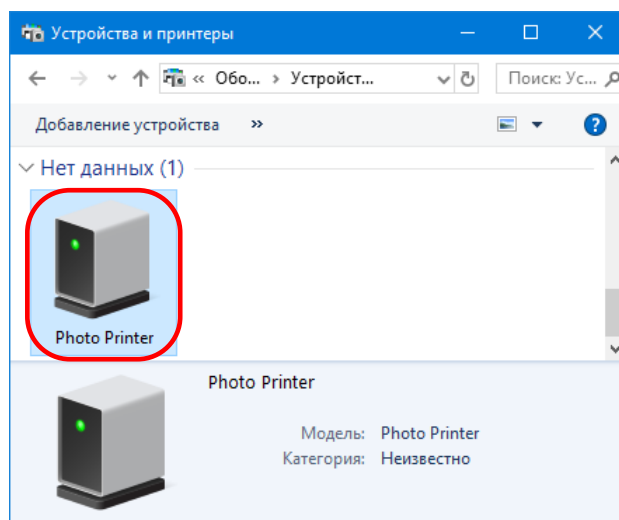 Устройства и принтеры
« Обо... › Устройст...
Поиск: Ус...
Добавление устройства »
?
Нет данных (1)
Photo Printer
Photo Printer
Модель: Photo Printer
Категория: Неизвестно